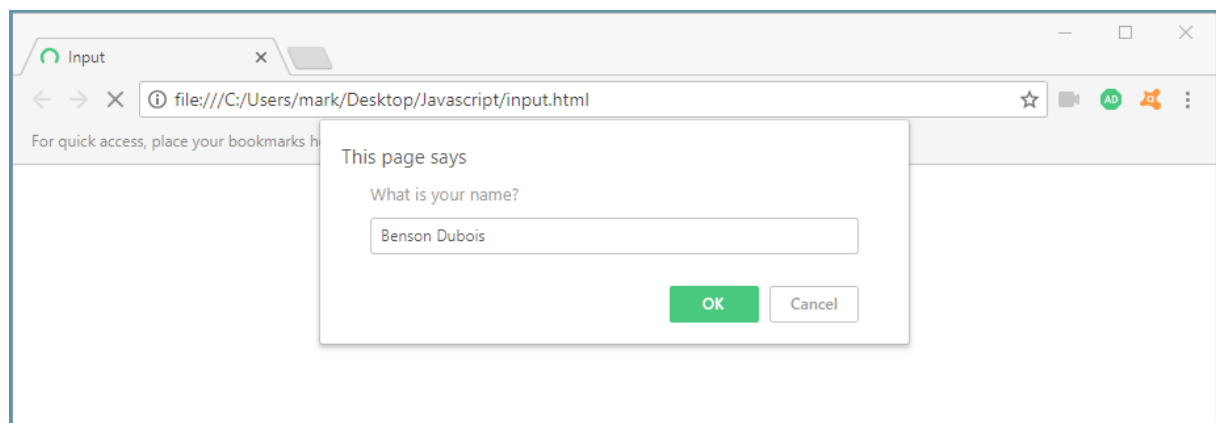 Input
file:///C:/Users/mark/Desktop/Javascript/input.html
AD
For quick access, place your bookmarks h
This page says
What is your name?
Benson Dubois
OK
Cancel